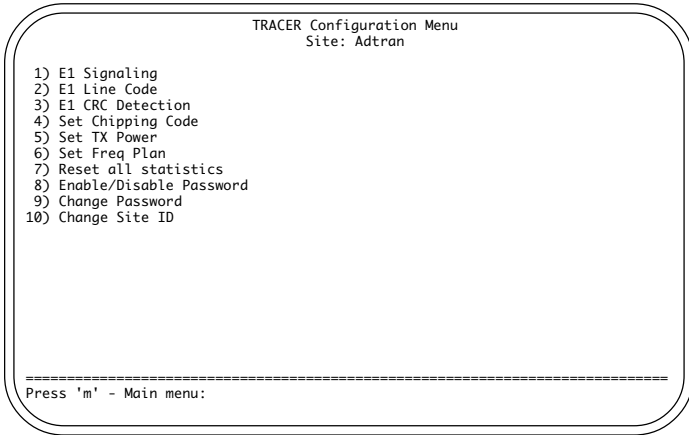 TRACER Configuration Menu
Site: Adtran
1) E1 Signaling
2) E1 Line Code
3) E1 CRC Detection
4) Set Chipping Code
5) Set TX Power
6) Set Freq Plan
7) Reset all statistics
8) Enable/Disable Password
9) Change Password
10) Change Site ID
==============================================================================
Press 'm' - Main menu: